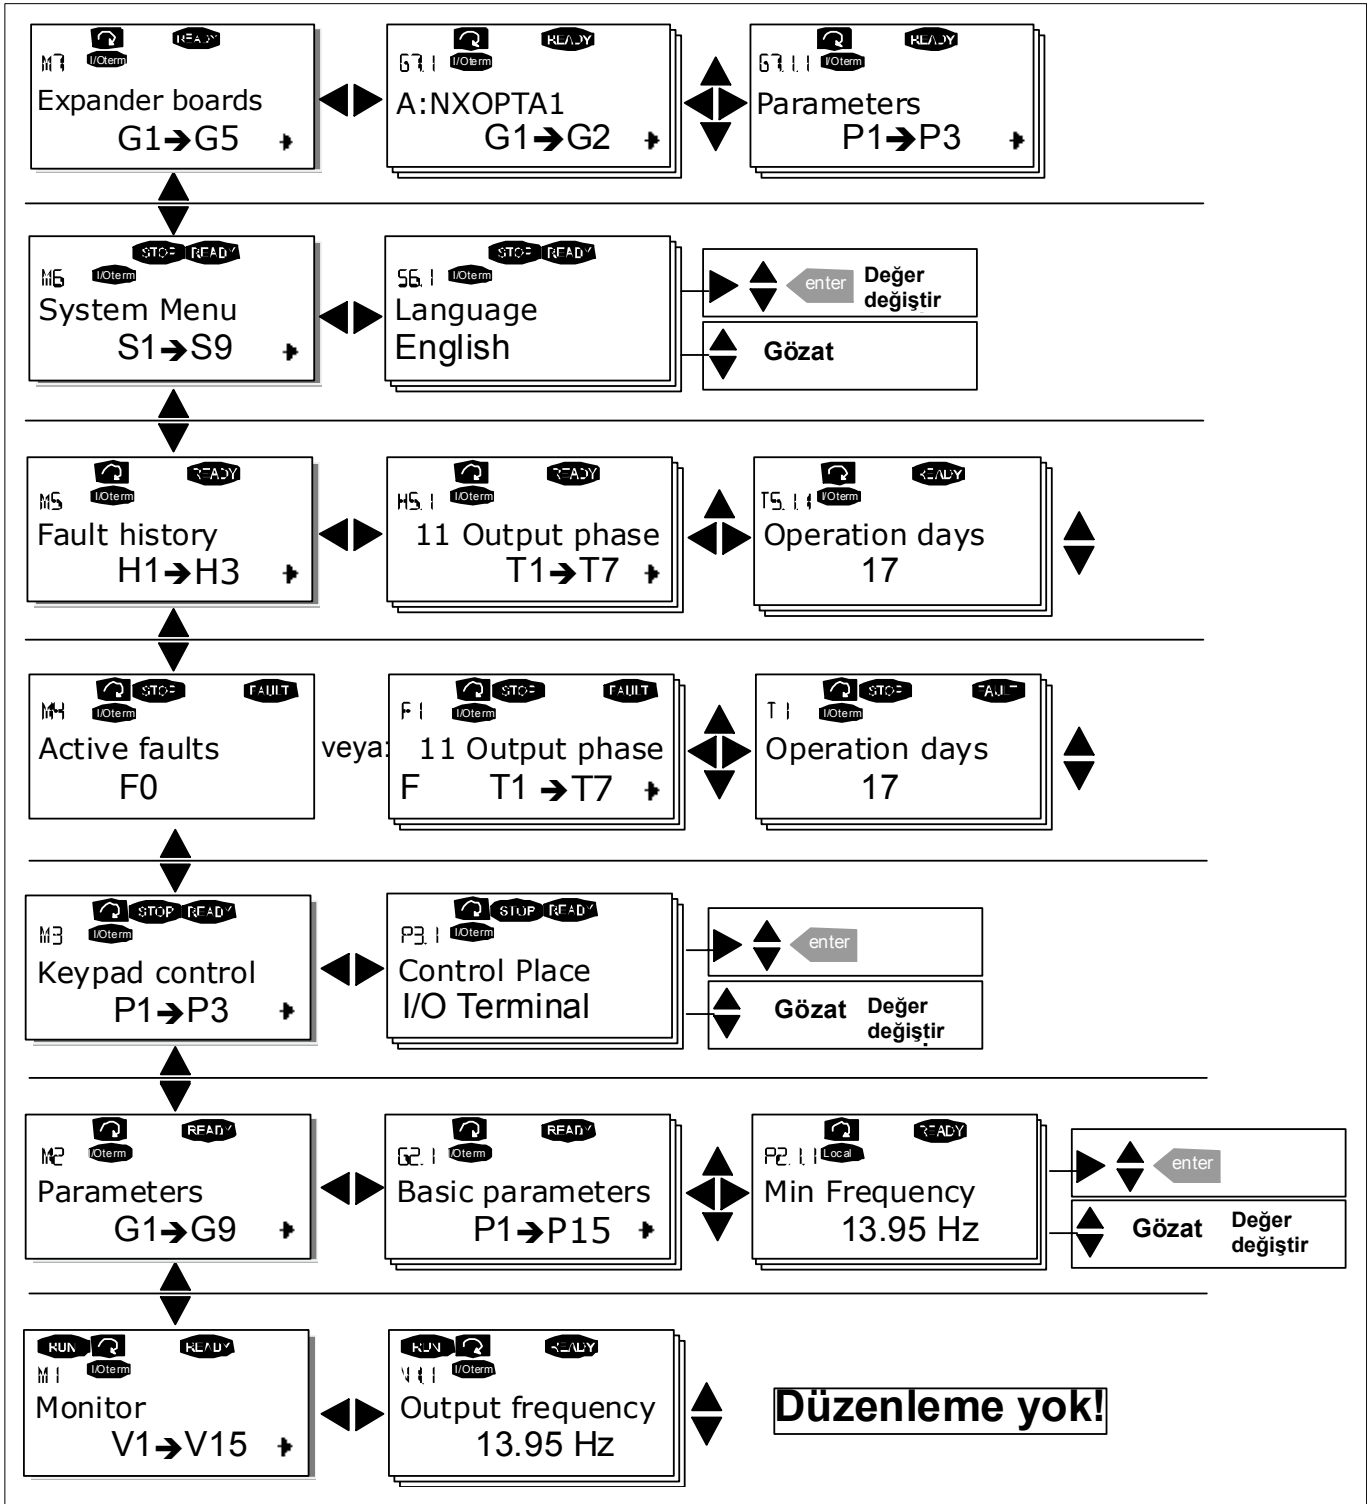 READY
M7 I/Oterm
Expander boards
G1➔G5
READY
G7.1 I/Oterm
A:NXOPTA1
G1➔G2
READY
G7.1.1 I/Oterm
Parameters
P1➔P3
STOP READY
M6 I/Oterm
System Menu
S1➔S9
STOP READY
S6.1 I/Oterm
Language
English
enter
Değer
değiştir
Gözat
READY
M5 I/Oterm
Fault history
H1➔H3
READY
H5.1 I/Oterm
11 Output phase
T1➔T7
READY
T5.1.1 I/Oterm
Operation days
17
STOP FAULT
M4 I/Oterm
Active faults
F0
veya:
STOP FAULT
F1 I/Oterm
11 Output phase
F T1 ➔T7
STOP FAULT
T1 I/Oterm
Operation days
17
STOP READY
M3 I/Oterm
Keypad control
P1➔P3
STOP READY
P3.1 I/Oterm
Control Place
I/O Terminal
enter
Gözat
Değer
değiştir
READY
M2 I/Oterm
Parameters
G1➔G9
READY
G2.1 I/Oterm
Basic parameters
P1➔P15
READY
P2.1.1 Local
Min Frequency
13.95 Hz
enter
Gözat
Değer
değiştir
RUN READY
M1 I/Oterm
Monitor
V1➔V15
RUN READY
V1.1 I/Oterm
Output frequency
13.95 Hz
Düzenleme yok!